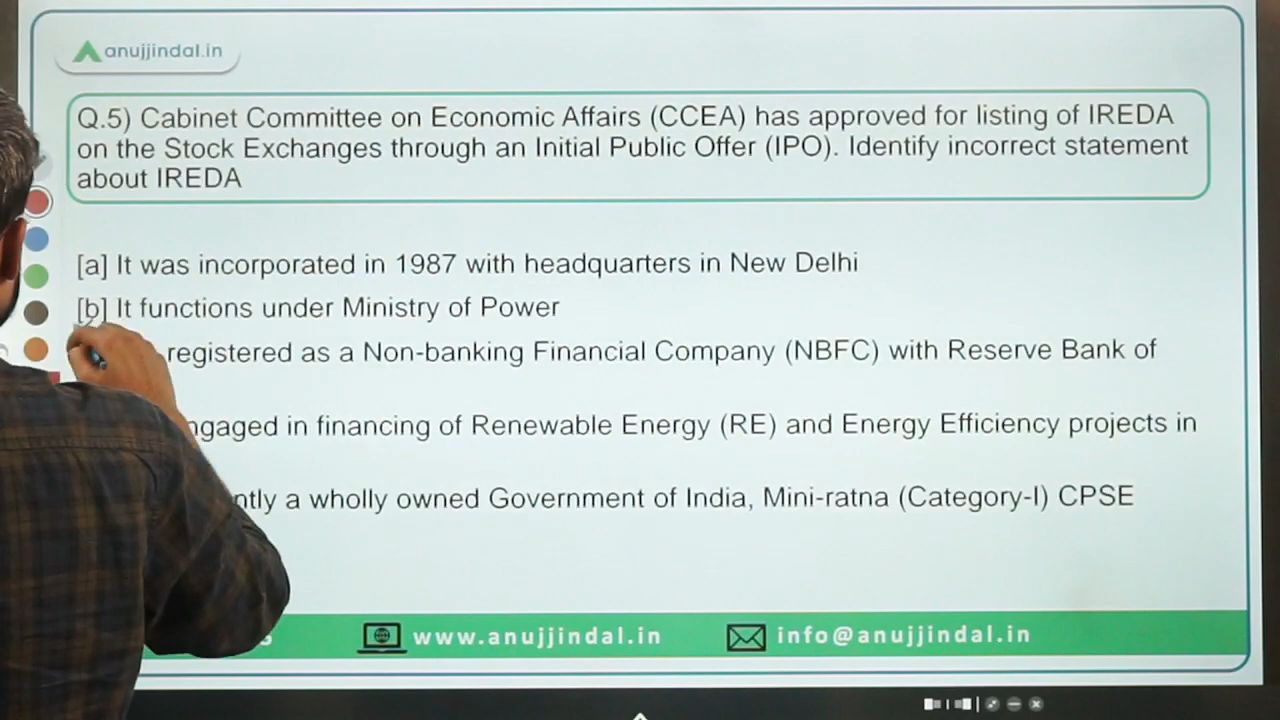 anujjindal.in
Q.5) Cabinet Committee on Economic Affairs (CCEA) has approved for listing of IREDA
on the Stock Exchanges through an Initial Public Offer (IPO). Identify incorrect statement
about IREDA
[a] It was incorporated in 1987 with headquarters in New Delhi
[b] It functions under Ministry of Power
registered as a Non-banking Financial Company (NBFC) with Reserve Bank of
ngaged in financing of Renewable Energy (RE) and Energy Efficiency projects in
ntly a wholly owned Government of India, Mini-ratna (Category-I) CPSE
www.anujjindal.in
info@anujjindal.in